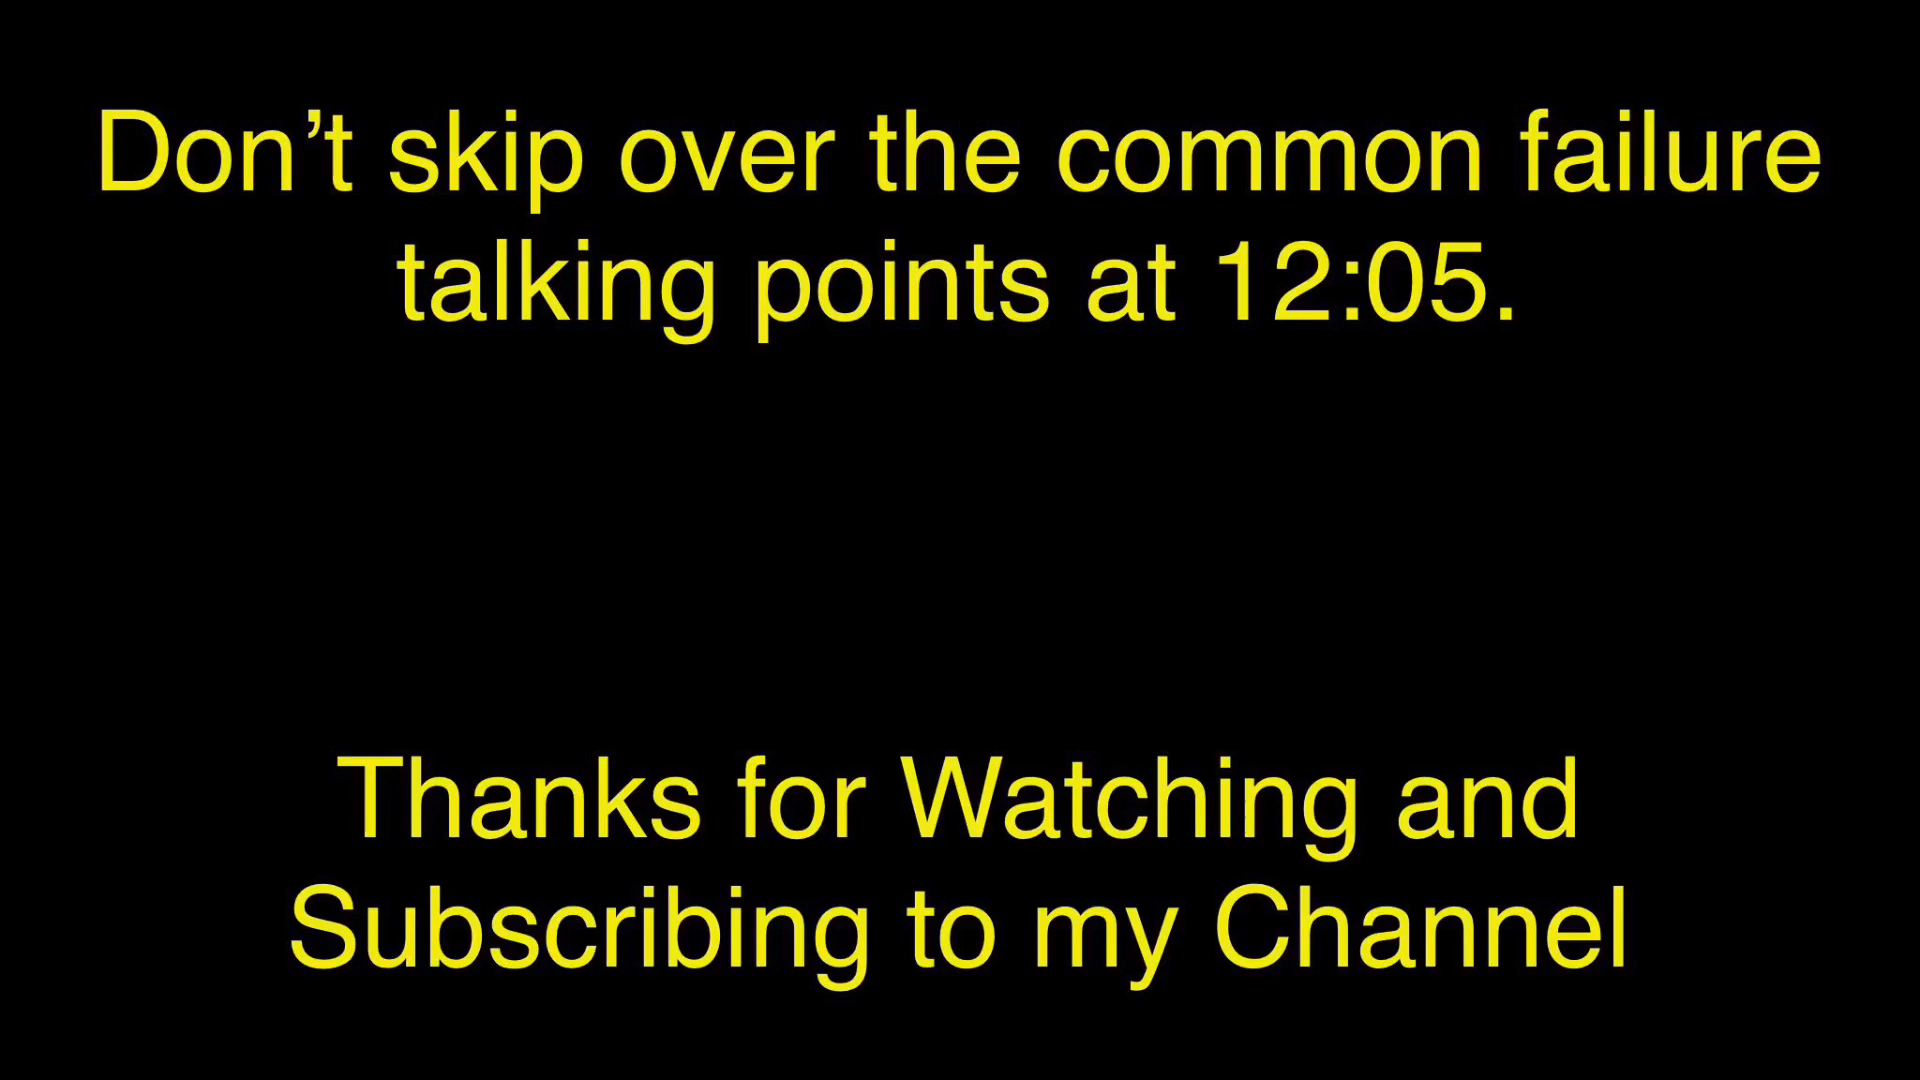 Don’t skip over the common failure
talking points at 12:05.
Thanks for Watching and
Subscribing to my Channel